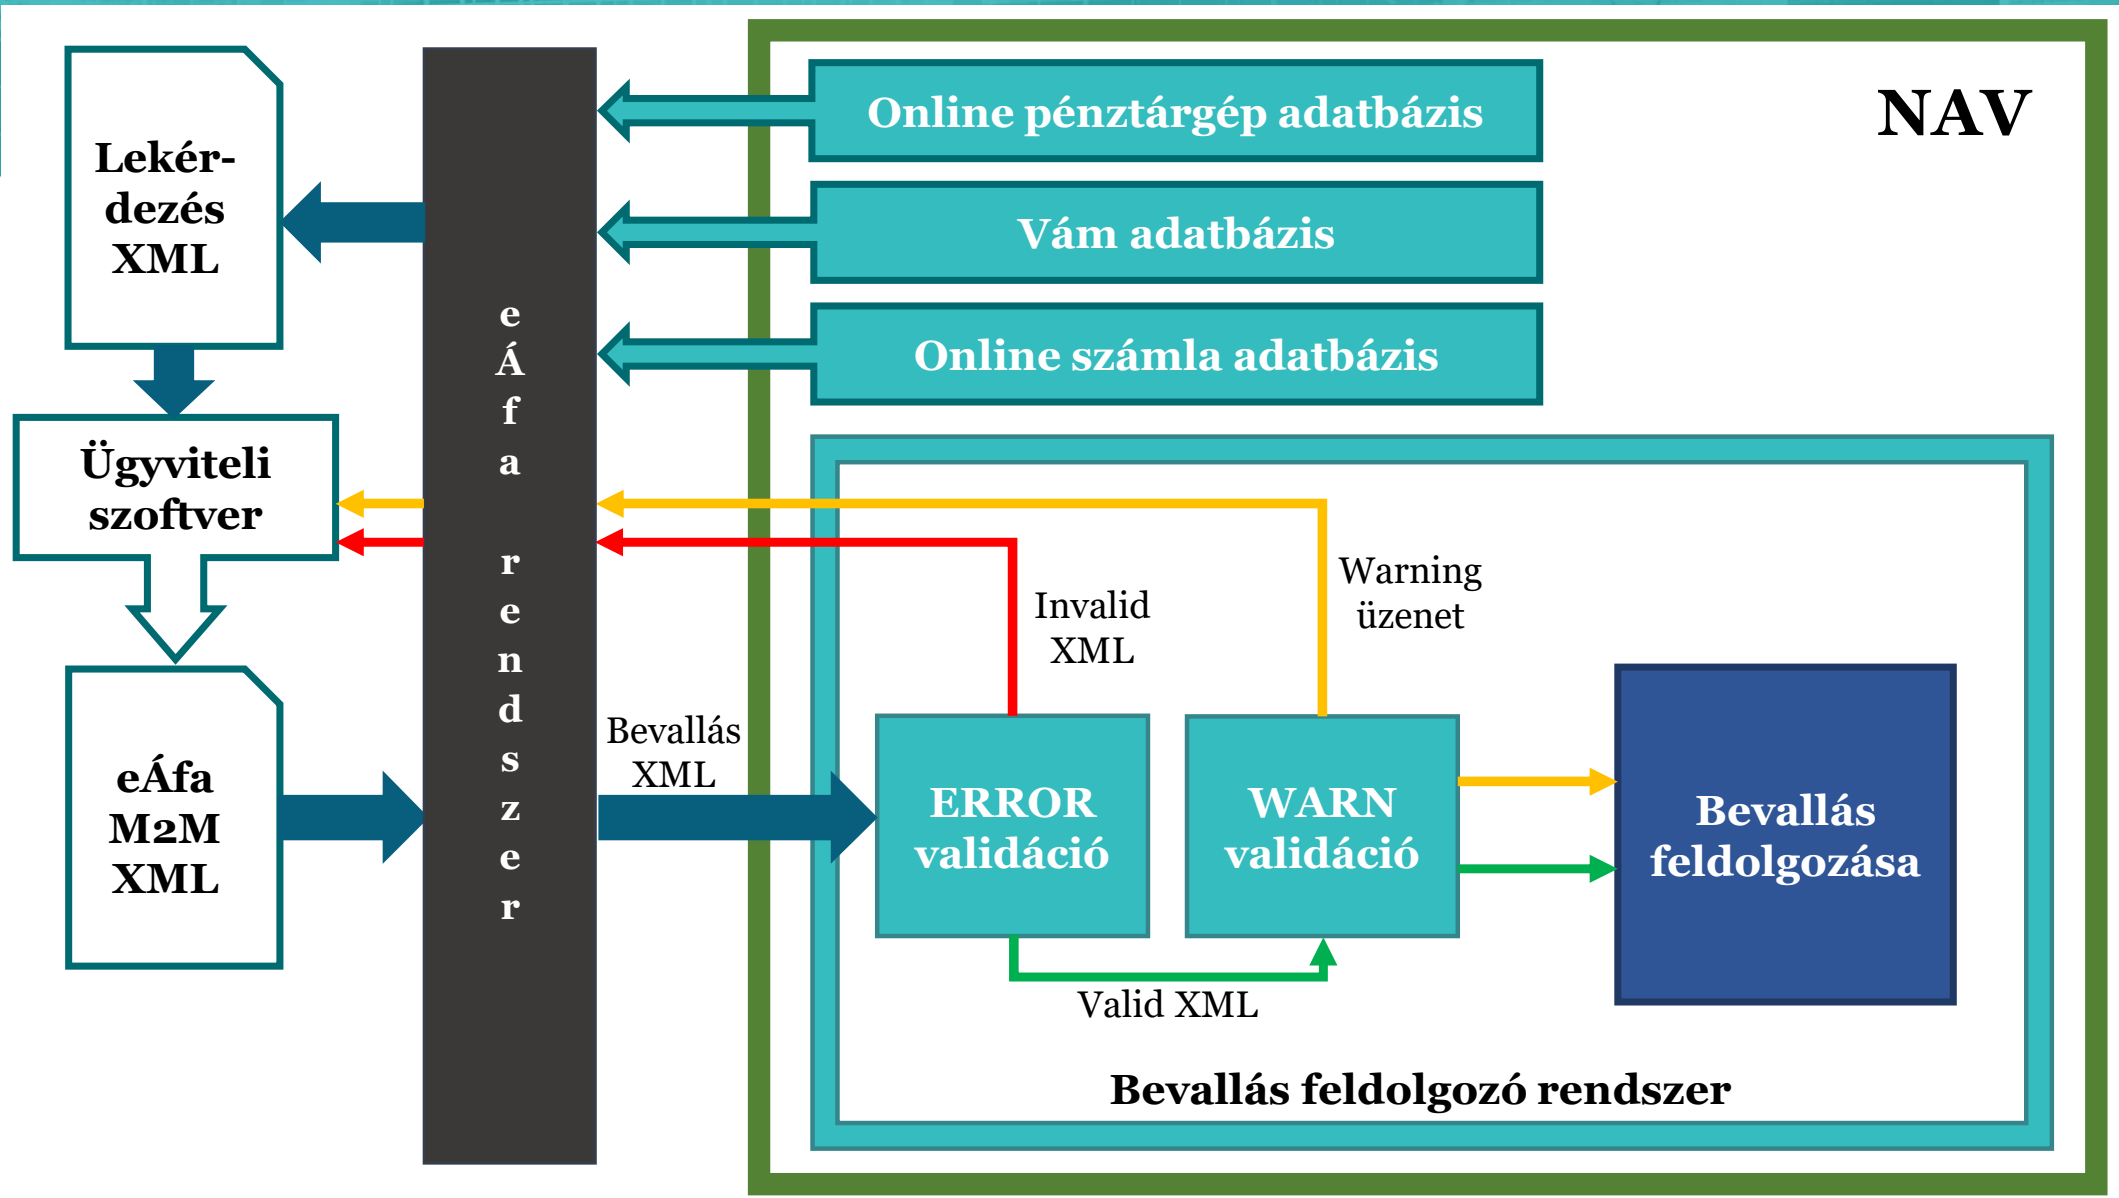 NAV
Online pénztárgép adatbázis
Vám adatbázis
Online számla adatbázis
Lekér-
dezés
XML
Ügyviteli
szoftver
eÁfa
M2M
XML
e
Á
f
a
r
e
n
d
s
z
e
r
Bevallás
XML
Invalid
XML
Warning
üzenet
ERROR
validáció
WARN
validáció
Bevallás
feldolgozása
Valid XML
Bevallás feldolgozó rendszer